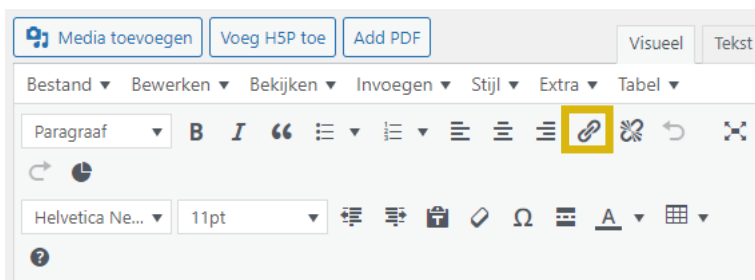 Media toevoegen Voeg H5P toe Add PDF Visueel Tekst
Bestand Bewerken Bekijken Invoegen Stijl Extra Tabel
Paragraaf B I
Helvetica Ne... 11pt Ω A